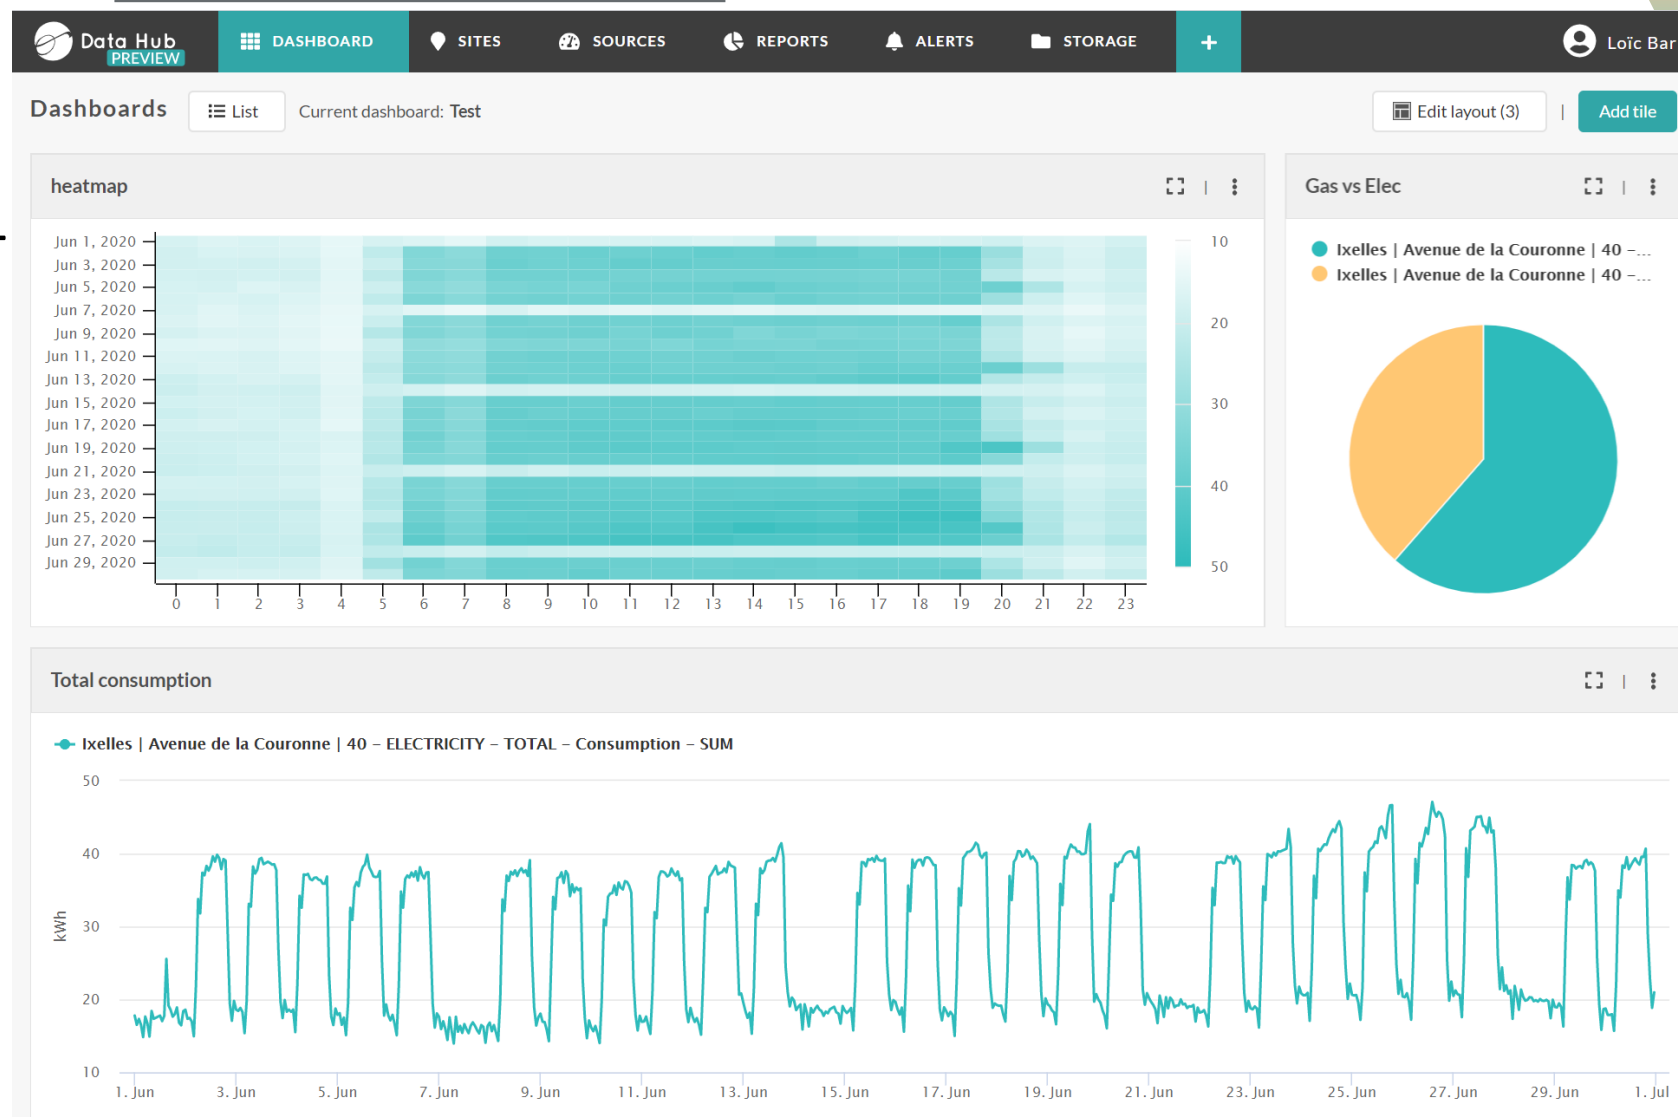 Data Hub
PREVIEW
DASHBOARD
SITES
SOURCES
REPORTS
ALERTS
STORAGE
+
Loïc Bar
Dashboards
List
Current dashboard: Test
Edit layout (3)
|
Add tile
heatmap
Jun 1, 2020
Jun 3, 2020
Jun 5, 2020
Jun 7, 2020
Jun 9, 2020
Jun 11, 2020
Jun 13, 2020
Jun 15, 2020
Jun 17, 2020
Jun 19, 2020
Jun 21, 2020
Jun 23, 2020
Jun 25, 2020
Jun 27, 2020
Jun 29, 2020
0 1 2 3 4 5 6 7 8 9 10 11 12 13 14 15 16 17 18 19 20 21 22 23
10
20
30
40
50
Gas vs Elec
Ixelles | Avenue de la Couronne | 40 –...
Ixelles | Avenue de la Couronne | 40 –...
Total consumption
Ixelles | Avenue de la Couronne | 40 – ELECTRICITY – TOTAL – Consumption – SUM
kWh
50
40
30
20
10
1. Jun 3. Jun 5. Jun 7. Jun 9. Jun 11. Jun 13. Jun 15. Jun 17. Jun 19. Jun 21. Jun 23. Jun 25. Jun 27. Jun 29. Jun 1. Jul